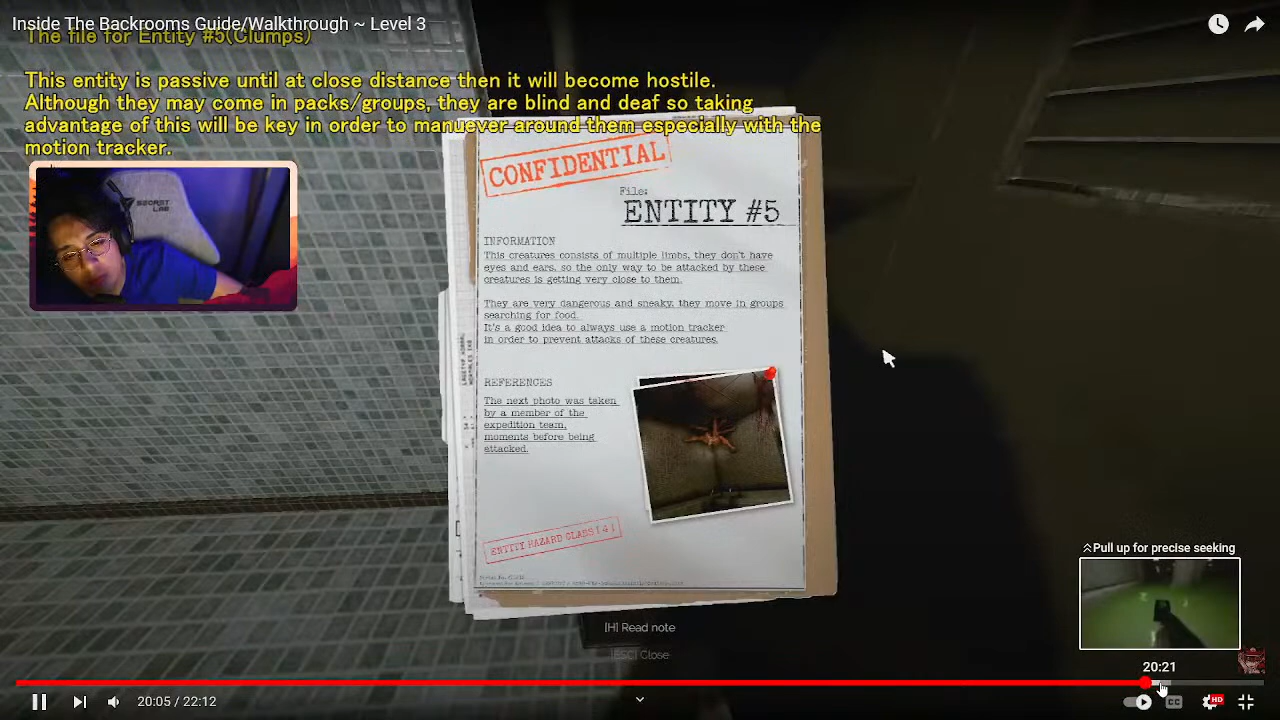 Inside The Backrooms Guide/Walkthrough ~ Level 3
The file for Entity #5(Clumps)
This entity is passive until at close distance then it will become hostile.
Although they may come in packs/groups, they are blind and deaf so taking
advantage of this will be key in order to manuever around them especially with the
motion tracker.
SECRET
LAB
CONFIDENTIAL
File:
ENTITY #5
INFORMATION
This creatures consists of multiple limbs, they don't have
eyes and ears, so the only way to be attacked by these
creatures is getting very close to them.
They are very dangerous and sneaky, they move in groups
searching for food.
It's a good idea to always use a motion tracker
in order to prevent attacks of these creatures.
REFERENCES
The next photo was taken
by a member of the
expedition team,
moments before being
attacked.
ENTITY HAZARD CLASS [ 4 ]
[H] Read note
[ESC] Close
Pull up for precise seeking
20:21
20:05 / 22:12
CC
HD